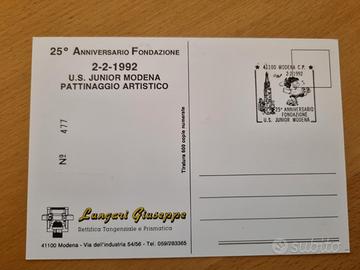 25° ANNIVERSARIO FONDAZIONE
2-2-1992
U.S. JUNIOR MODENA
PATTINAGGIO ARTISTICO
N° 477
Tiratura 600 copie numerate
41100 MODENA C.P.
2-2-1992
25° ANNIVERSARIO
FONDAZIONE
U.S. JUNIOR MODENA
Lungari Giuseppe
Rettifica Tangenziale e Prismatica
41100 Modena - Via dell'industria 54/56 - Tel. 059/283365
subito